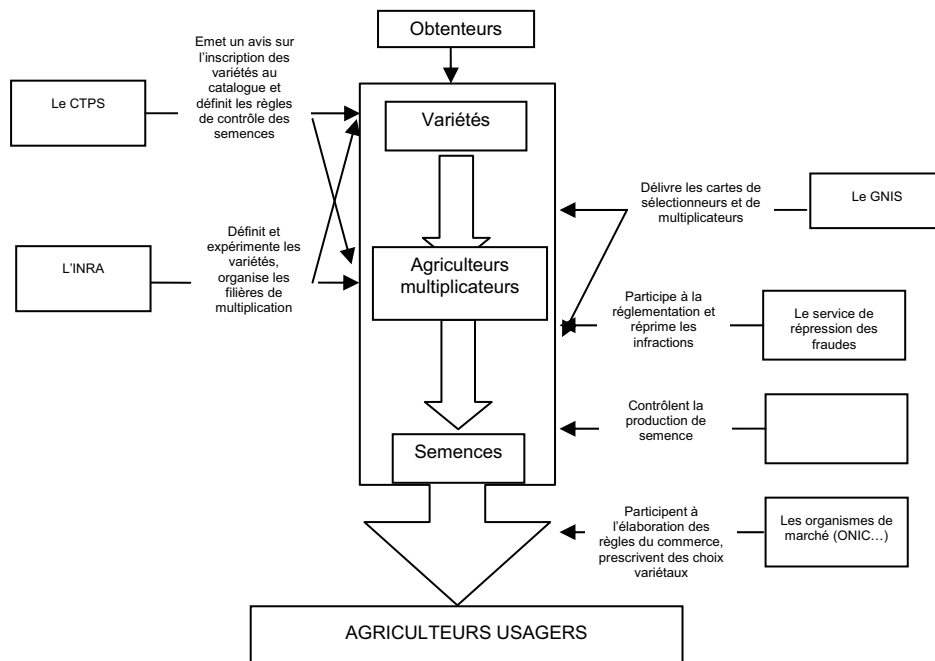 Obtenteurs
Emet un avis sur
l'inscription des
variétés au
catalogue et
définit les règles
de contrôle des
semences
Le CTPS
Variétés
Délivre les cartes de
sélectionneurs et de
multiplicateurs
Le GNIS
Définit et
expérimente les
variétés,
organise les
filières de
multiplication
L'INRA
Agriculteurs
multiplicateurs
Participe à la
réglementation et
réprime les
infractions
Le service de
répression des
fraudes
Contrôlent la
production de
semence
Semences
Participent à
l'élaboration des
règles du commerce,
prescrivent des choix
variétaux
Les organismes de
marché (ONIC…)
AGRICULTEURS USAGERS